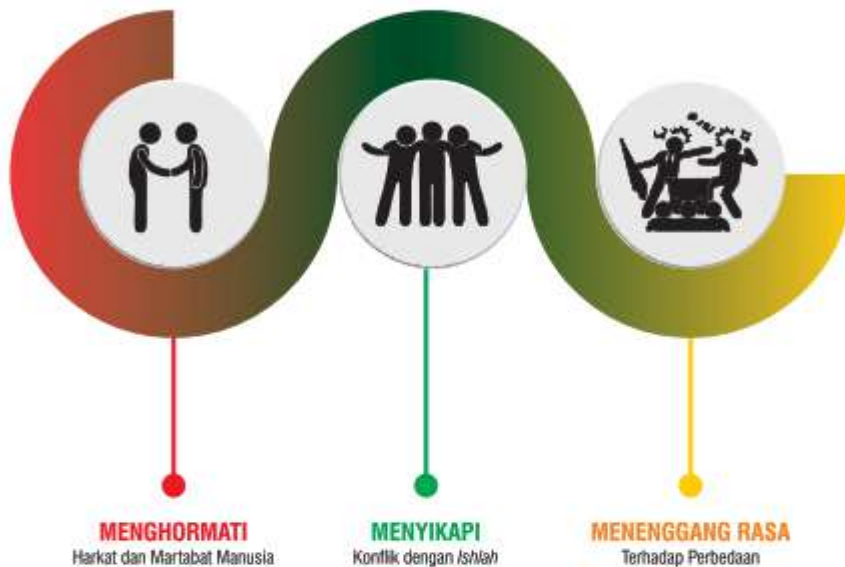 MENGHORMATI
Harkat dan Martabat Manusia
MENYIKAPI
Konflik dengan Ishlah
MENENGGANG RASA
Terhadap Perbedaan